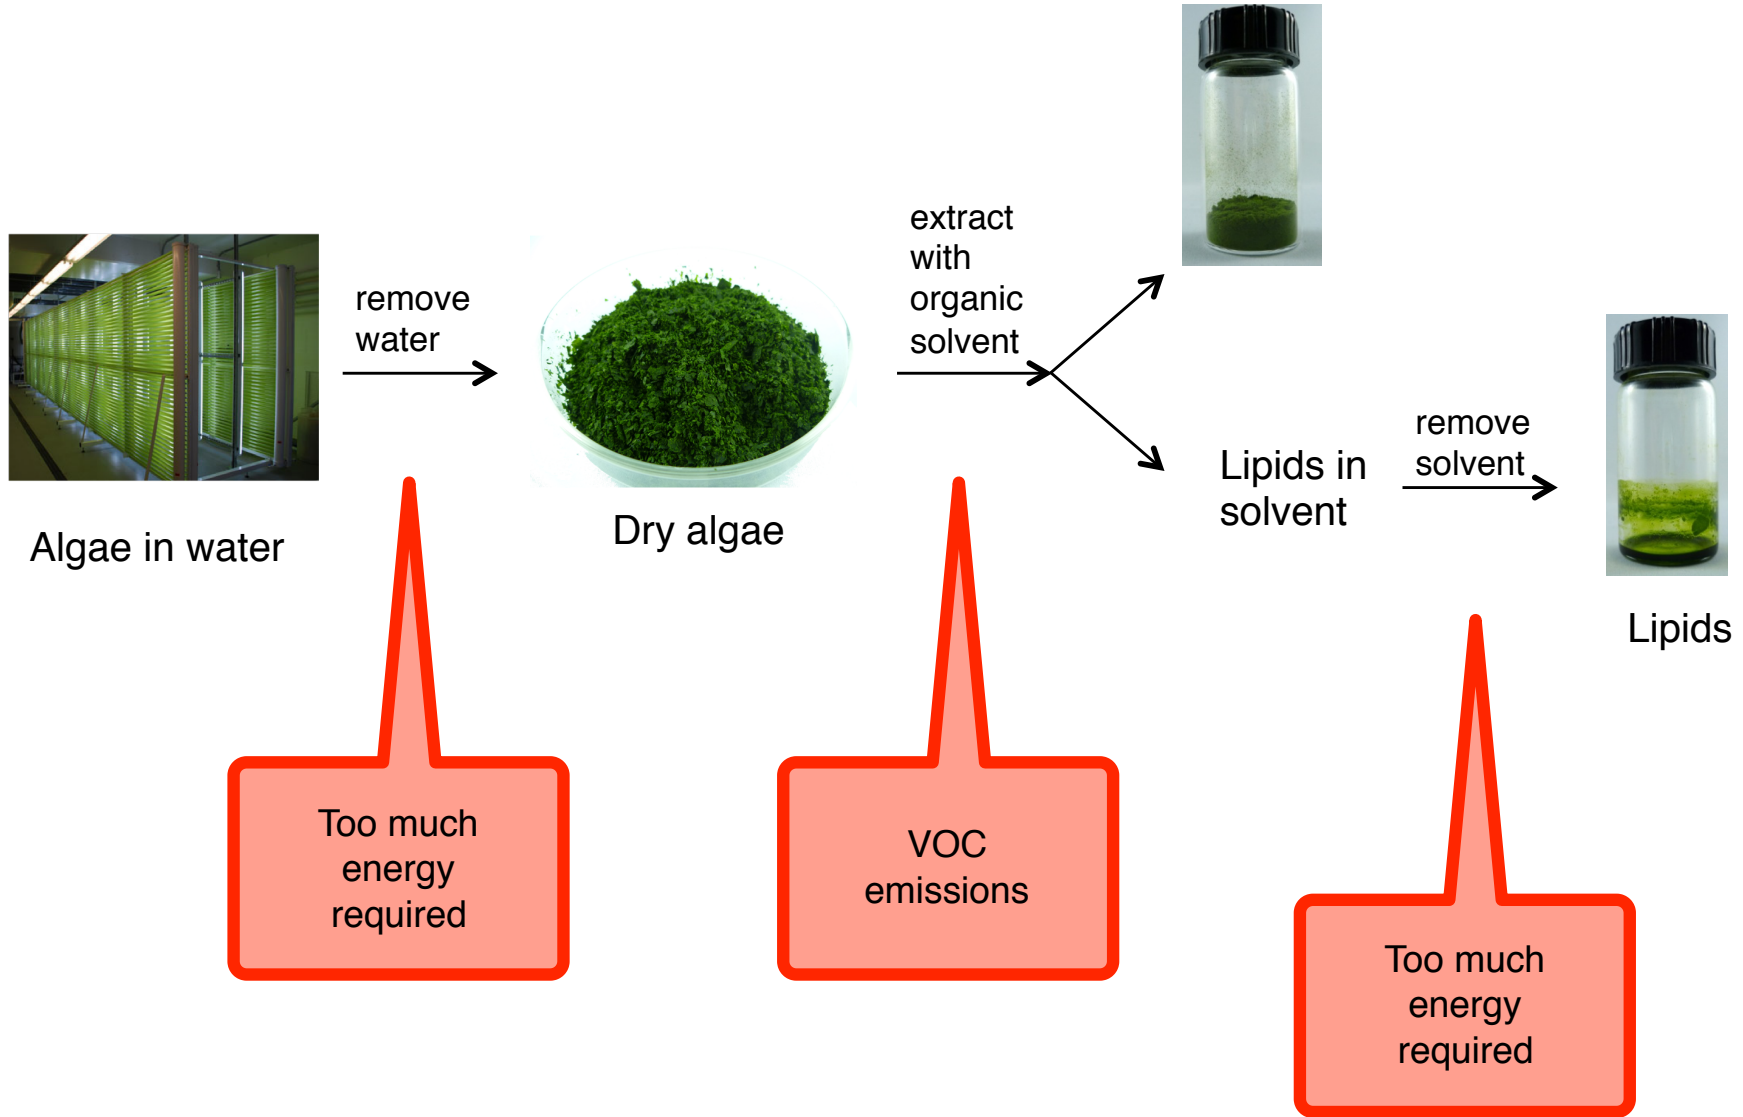 Algae in water
remove
water
Dry algae
extract
with
organic
solvent
Lipids in
solvent
remove
solvent
Lipids
Too much
energy
required
VOC
emissions
Too much
energy
required